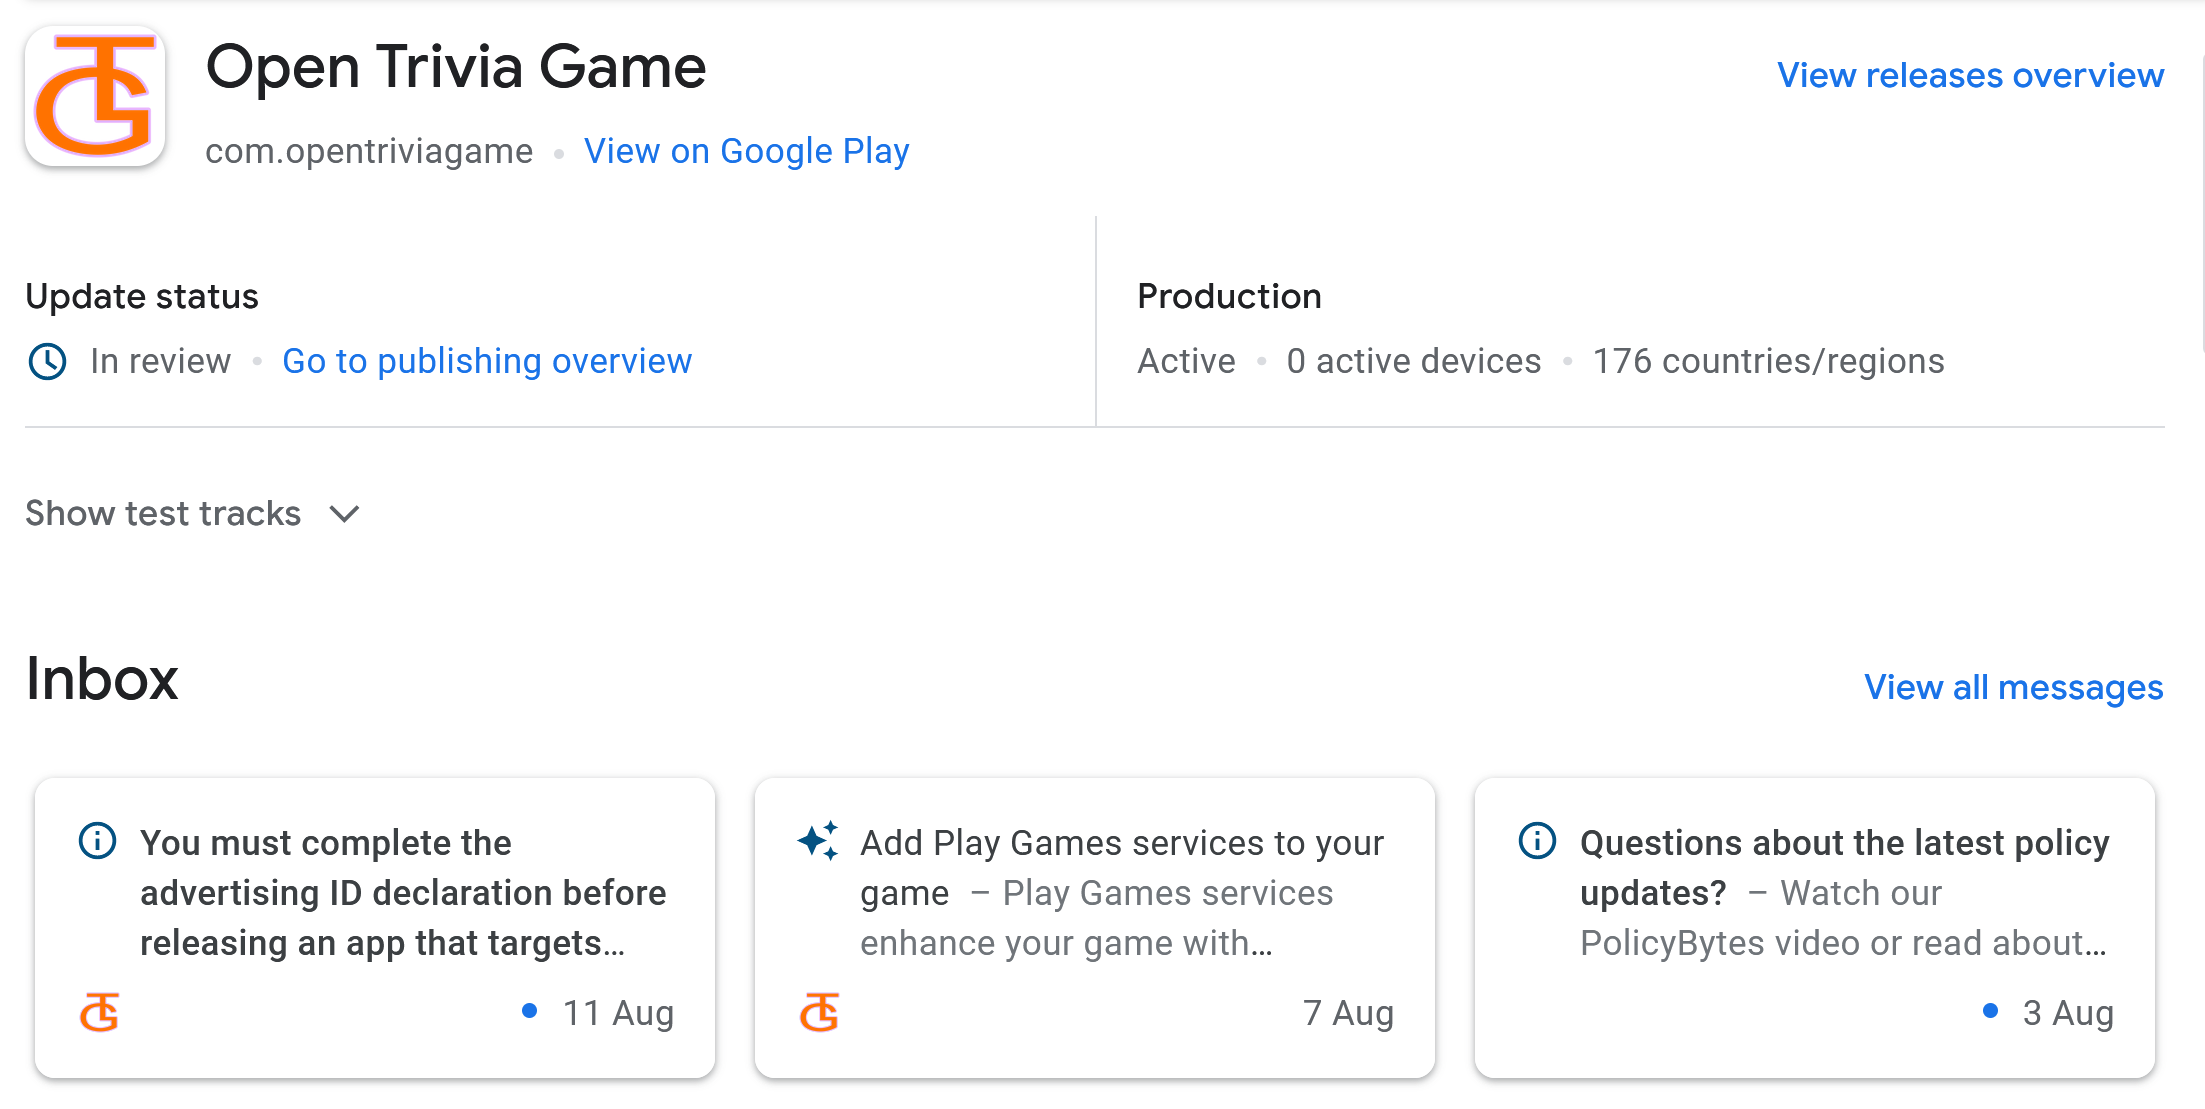 Open Trivia Game
View releases overview
com.opentriviagame • View on Google Play
Update status
In review • Go to publishing overview
Production
Active • 0 active devices • 176 countries/regions
Show test tracks
Inbox
View all messages
You must complete the
advertising ID declaration before
releasing an app that targets…
11 Aug
Add Play Games services to your
game – Play Games services
enhance your game with…
7 Aug
Questions about the latest policy
updates? – Watch our
PolicyBytes video or read about…
3 Aug